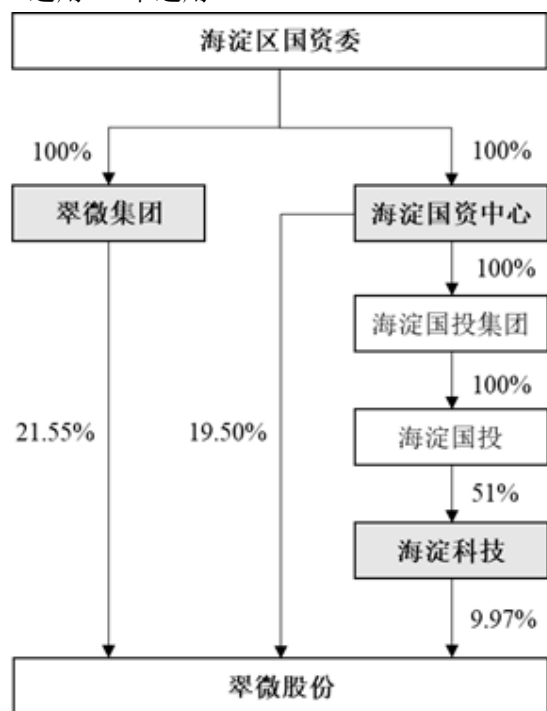 海淀区国资委
100%
100%
翠微集团
海淀国资中心
100%
海淀国投集团
100%
21.55%
19.50%
海淀国投
51%
海淀科技
9.97%
翠微股份